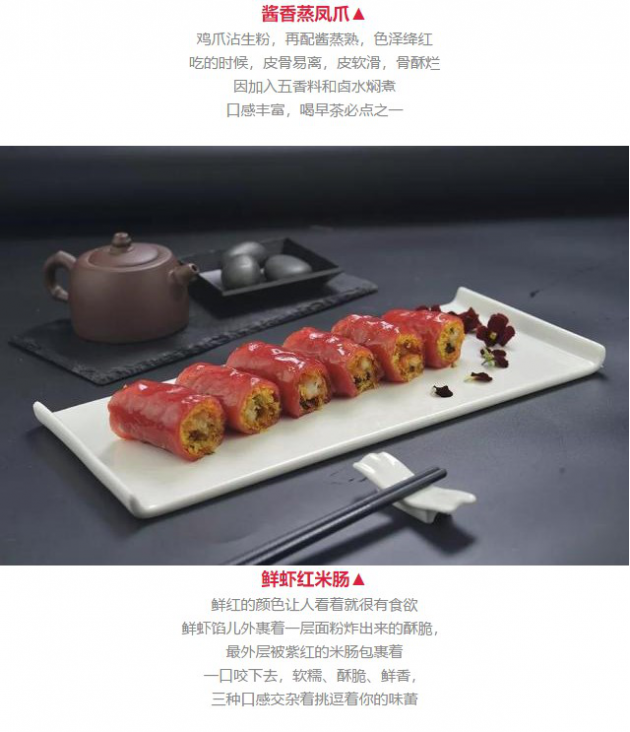 酱香蒸凤爪▲
鸡爪沾生粉，再配酱蒸熟，色泽绛红
吃的时候，皮骨易离，皮软滑，骨酥烂
因加入五香料和卤水焖煮
口感丰富，喝早茶必点之一
鲜虾红米肠▲
鲜红的颜色让人看着就很有食欲
鲜虾馅儿外裹着一层面粉炸出来的酥脆，
最外层被紫红的米肠包裹着
一口咬下去，软糯、酥脆、鲜香，
三种口感交杂着挑逗着你的味蕾